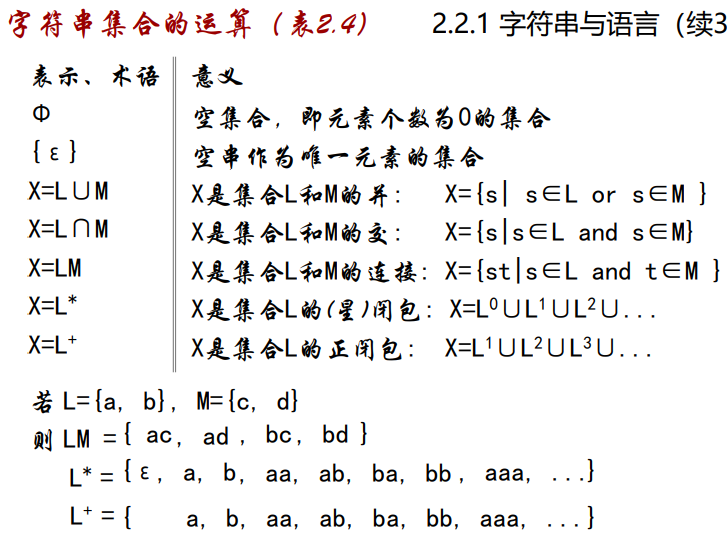 字符串集合的运算（表2.4） 2.2.1 字符串与语言（续3
表示、术语 意义
Φ 空集合，即元素个数为0的集合
{ε} 空串作为唯一元素的集合
X=L∪M X是集合L和M的并： X={s| s∈L or s∈M }
X=L∩M X是集合L和M的交： X={s|s∈L and s∈M}
X=LM X是集合L和M的连接：X={st|s∈L and t∈M }
X=L* X是集合L的(星)闭包：X=L⁰∪L¹∪L²∪...
X=L⁺ X是集合L的正闭包： X=L¹∪L²∪L³∪...
若 L={a, b}, M={c, d}
则 LM = { ac, ad , bc, bd }
L* = { ε, a, b, aa, ab, ba, bb , aaa, ...}
L⁺ = { a, b, aa, ab, ba, bb, aaa, ...}